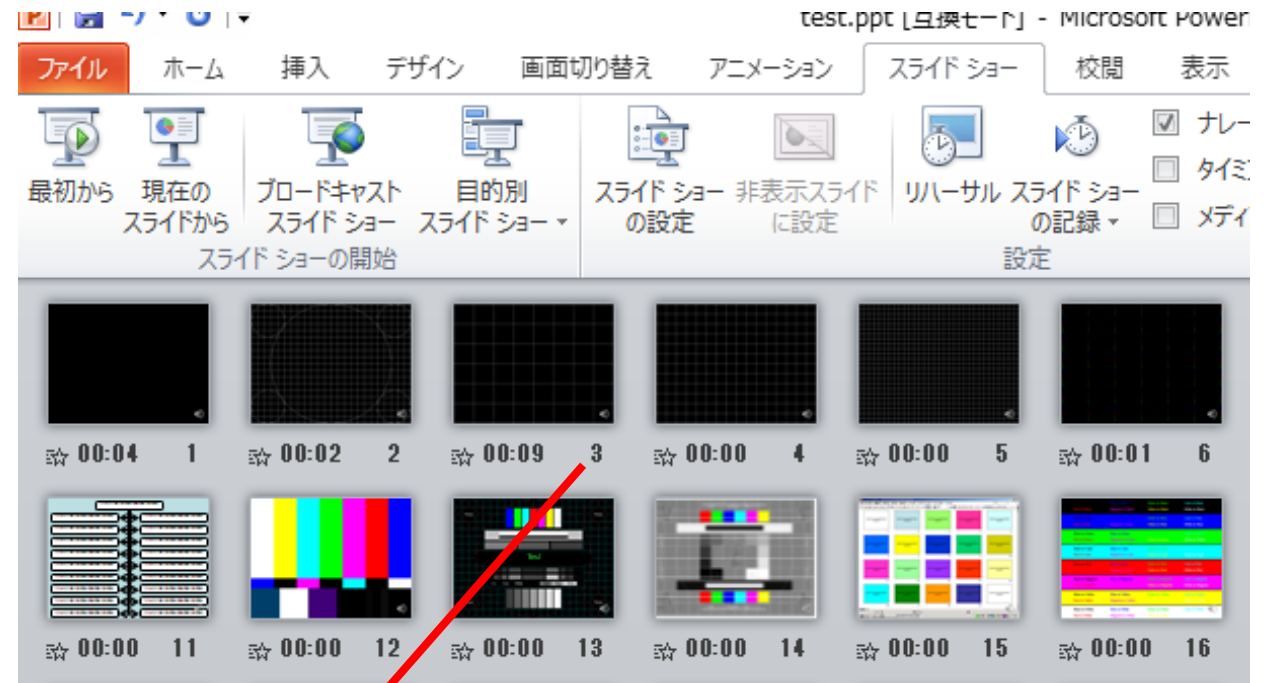 test.ppt [互換モード] - Microsoft Power
ファイル ホーム 挿入 デザイン 画面切り替え アニメーション スライド ショー 校閲 表示
最初から 現在の スライドから ブロードキャスト スライド ショー 目的別 スライド ショー スライド ショー の設定 非表示スライド に設定 リハーサル スライド ショー の記録
ナレー
タイミ
メディ
スライド ショーの開始 設定
00:04 1 00:02 2 00:09 3 00:00 4 00:00 5 00:01 6
00:00 11 00:00 12 00:00 13 00:00 14 00:00 15 00:00 16